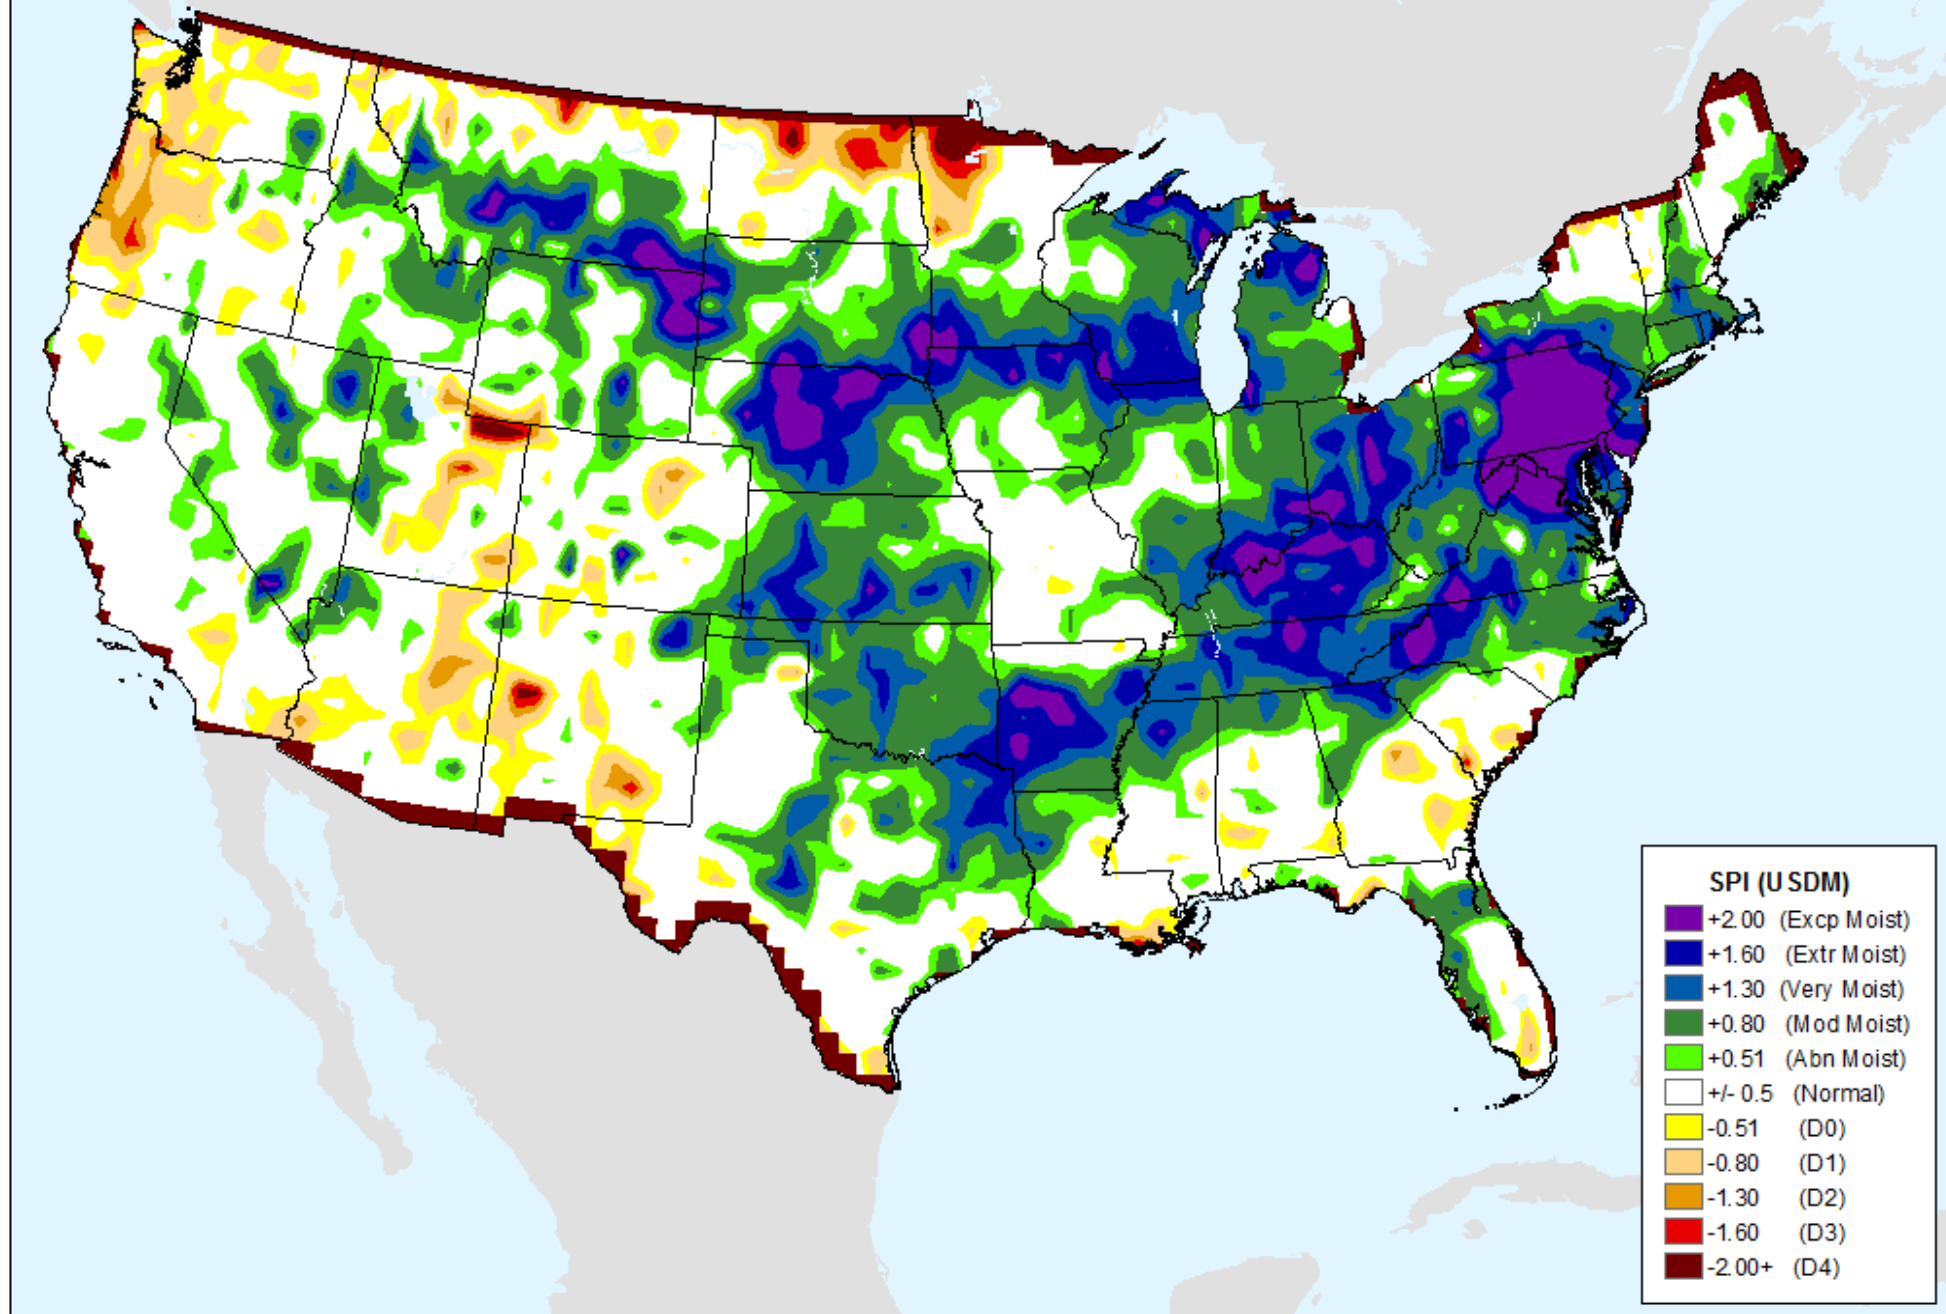 SPI (USDM)
+2.00 (Excp Moist)
+1.60 (Extr Moist)
+1.30 (Very Moist)
+0.80 (Mod Moist)
+0.51 (Abn Moist)
+/- 0.5 (Normal)
-0.51 (D0)
-0.80 (D1)
-1.30 (D2)
-1.60 (D3)
-2.00+ (D4)